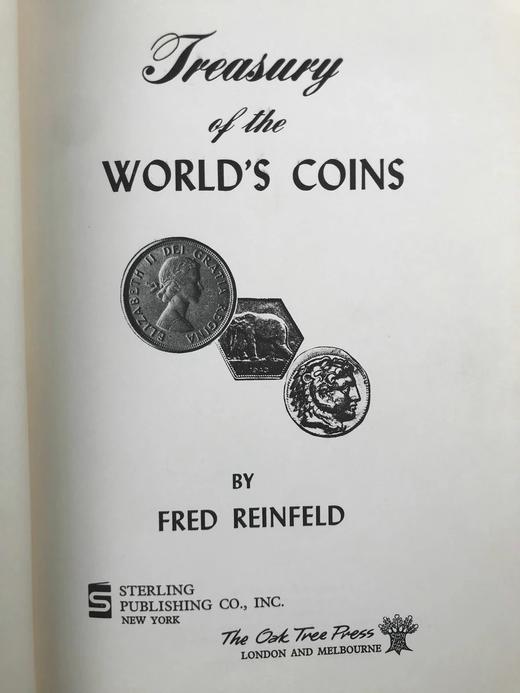 Treasury
of the
WORLD'S COINS
ELIZABETH II DEI GRATIA REGINA
1943
BY
FRED REINFELD
S
STERLING
PUBLISHING CO., INC.
NEW YORK
The Oak Tree Press
LONDON AND MELBOURNE